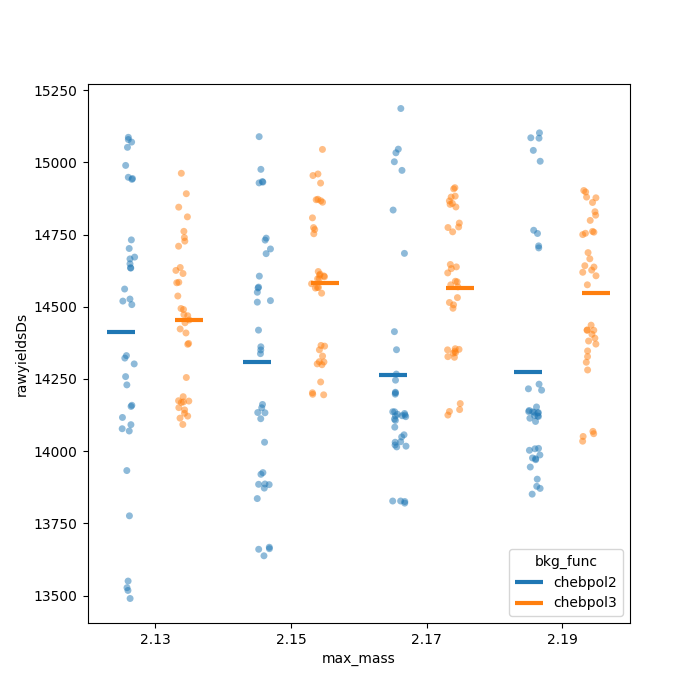 15250
15000
14750
14500
14250
14000
13750
13500
rawyieldsDs
2.13
2.15
2.17
2.19
max_mass
bkg_func
chebpol2
chebpol3